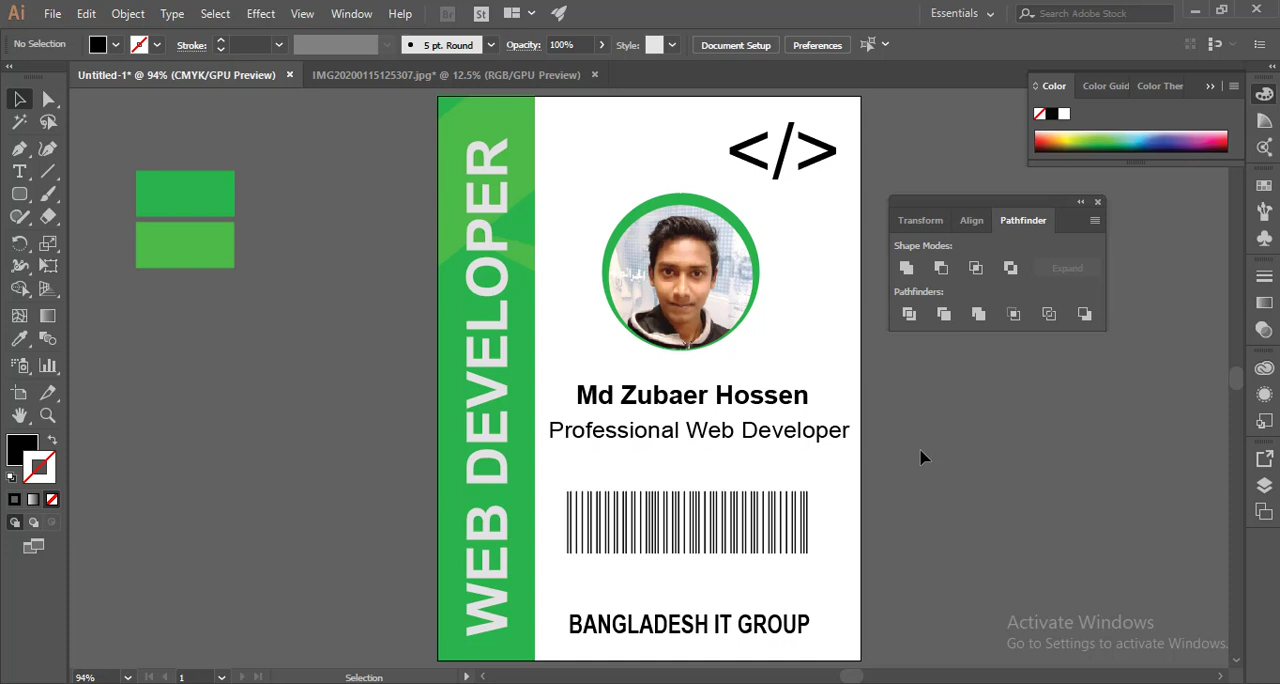 Ai File Edit Object Type Select Effect View Window Help Br St Essentials Search Adobe Stock
No Selection Stroke: 5 pt. Round Opacity: 100% Style: Document Setup Preferences
Untitled-1* @ 94% (CMYK/GPU Preview) IMG20200115125307.jpg* @ 12.5% (RGB/GPU Preview)
Color Color Guid Color Ther
</>
WEB DEVELOPER
Transform Align Pathfinder
Shape Modes:
Expand
Pathfinders:
Md Zubaer Hossen
Professional Web Developer
BANGLADESH IT GROUP
Activate Windows
Go to Settings to activate Windows.
94% 1 Selection